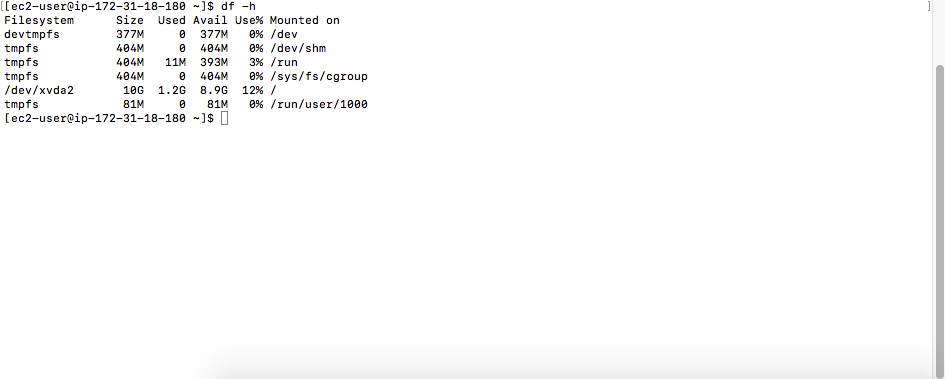 [[ec2-user@ip-172-31-18-180 ~]$ df -h ]
Filesystem      Size  Used Avail Use% Mounted on
devtmpfs        377M     0  377M   0% /dev
tmpfs           404M     0  404M   0% /dev/shm
tmpfs           404M   11M  393M   3% /run
tmpfs           404M     0  404M   0% /sys/fs/cgroup
/dev/xvda2       10G  1.2G  8.9G  12% /
tmpfs            81M     0   81M   0% /run/user/1000
[ec2-user@ip-172-31-18-180 ~]$